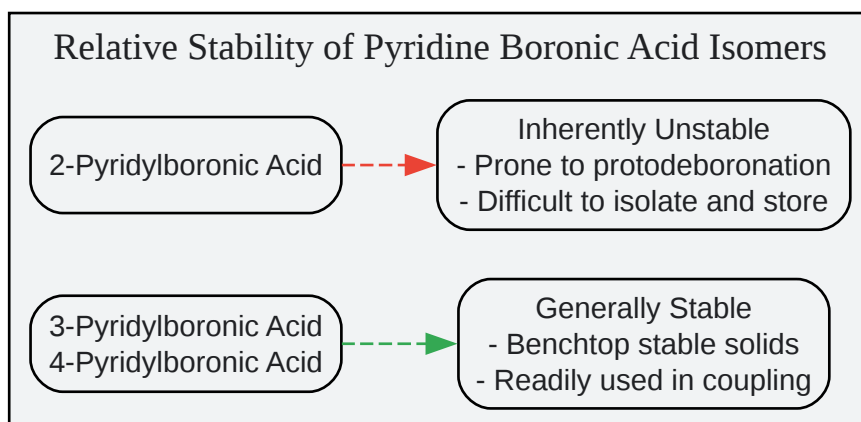 Relative Stability of Pyridine Boronic Acid Isomers
2-Pyridylboronic Acid
Inherently Unstable
- Prone to protodeboronation
- Difficult to isolate and store
3-Pyridylboronic Acid
4-Pyridylboronic Acid
Generally Stable
- Benchtop stable solids
- Readily used in coupling